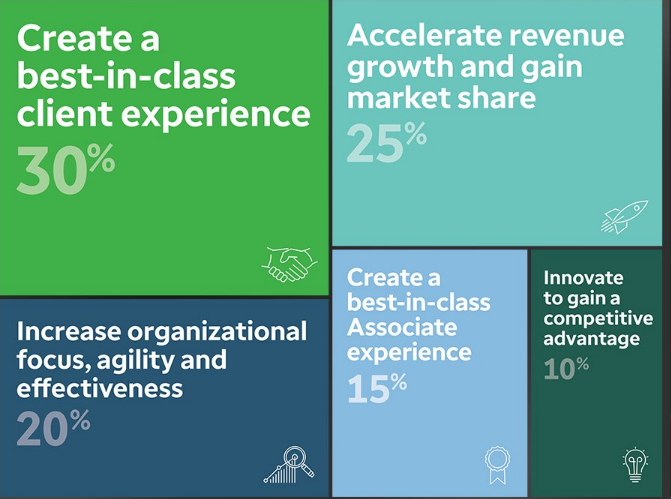 Create a
best-in-class
client experience
30%
Accelerate revenue
growth and gain
market share
25%
Increase organizational
focus, agility and
effectiveness
20%
Create a
best-in-class
Associate
experience
15%
Innovate
to gain a
competitive
advantage
10%